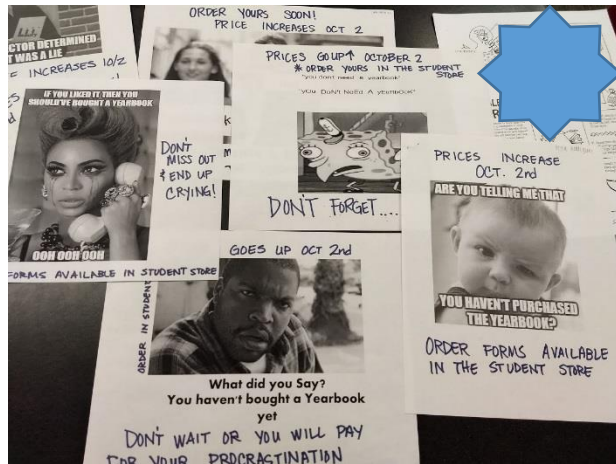 CTOR DETERMINED
T WAS A LIE
INCREASES 10/2
ORDER YOURS SOON!
PRICE INCREASES OCT 2
PRICES GO UP↑ OCTOBER 2
* ORDER YOURS IN THE STUDENT
STORE
"you don't need a yearbook"
"YOU DON'T NEED A YEARBOOK"
DON'T FORGET....
IF YOU LIKED IT THEN YOU
SHOULD'VE BOUGHT A YEARBOOK
OOH OOH OOH
DON'T
MISS OUT
& END UP
CRYING!
FORMS AVAILABLE IN STUDENT STORE
PRICES INCREASE
OCT. 2nd
ARE YOU TELLING ME THAT
YOU HAVEN'T PURCHASED
THE YEARBOOK?
ORDER FORMS AVAILABLE
IN THE STUDENT STORE
GOES UP OCT 2nd
ORDER IN STUDENT
What did you Say?
You haven't bought a Yearbook
yet
DON'T WAIT OR YOU WILL PAY
FOR YOUR PROCRASTINATION